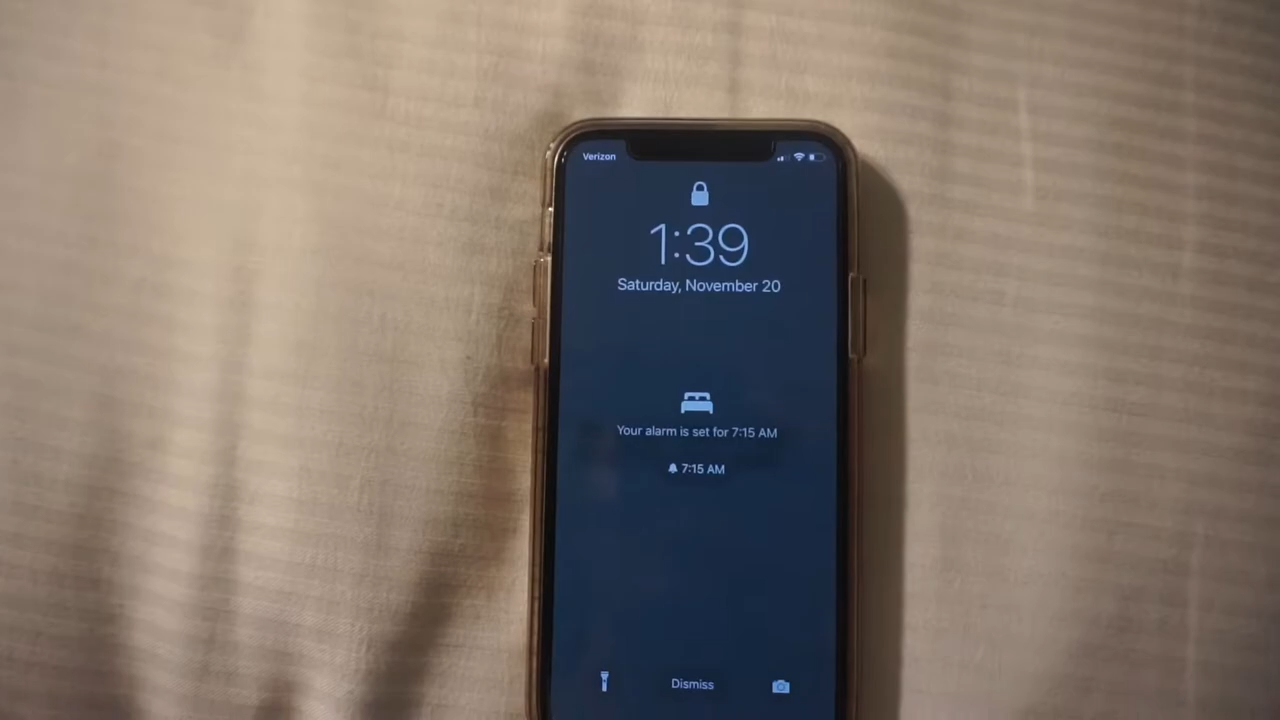 Verizon
1:39
Saturday, November 20
Your alarm is set for 7:15 AM
7:15 AM
Dismiss